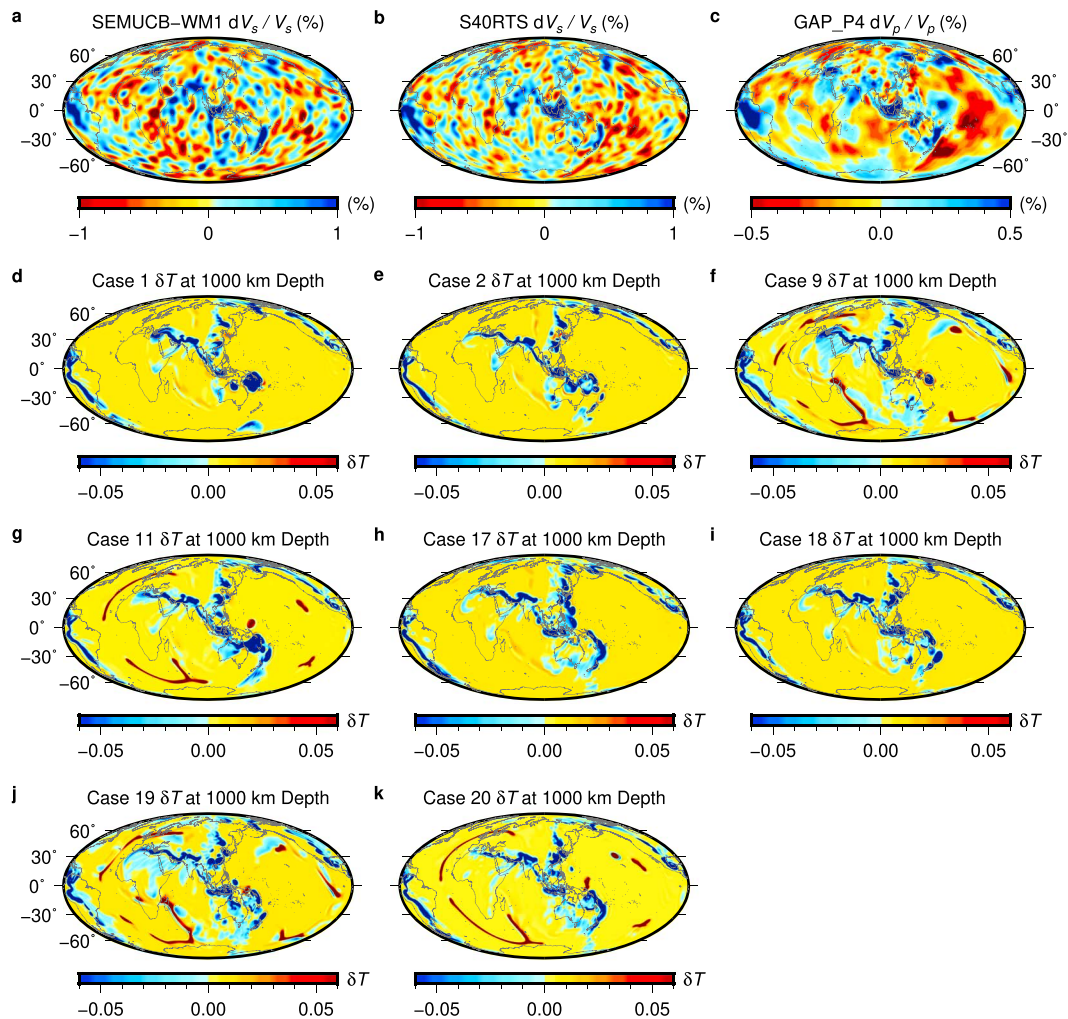 a SEMUCB−WM1 dVs / Vs (%)
b S40RTS dVs / Vs (%)
c GAP_P4 dVp / Vp (%)
60˚ 60˚
30˚ 30˚
0˚ 0˚
−30˚ −30˚
−60˚ −60˚
−1 0 1 (%)
−1 0 1 (%)
−0.5 0.0 0.5 (%)
d Case 1 δT at 1000 km Depth
e Case 2 δT at 1000 km Depth
f Case 9 δT at 1000 km Depth
60˚
30˚
0˚
−30˚
−60˚
−0.05 0.00 0.05 δT
−0.05 0.00 0.05 δT
−0.05 0.00 0.05 δT
g Case 11 δT at 1000 km Depth
h Case 17 δT at 1000 km Depth
i Case 18 δT at 1000 km Depth
60˚
30˚
0˚
−30˚
−60˚
−0.05 0.00 0.05 δT
−0.05 0.00 0.05 δT
−0.05 0.00 0.05 δT
j Case 19 δT at 1000 km Depth
k Case 20 δT at 1000 km Depth
60˚
30˚
0˚
−30˚
−60˚
−0.05 0.00 0.05 δT
−0.05 0.00 0.05 δT